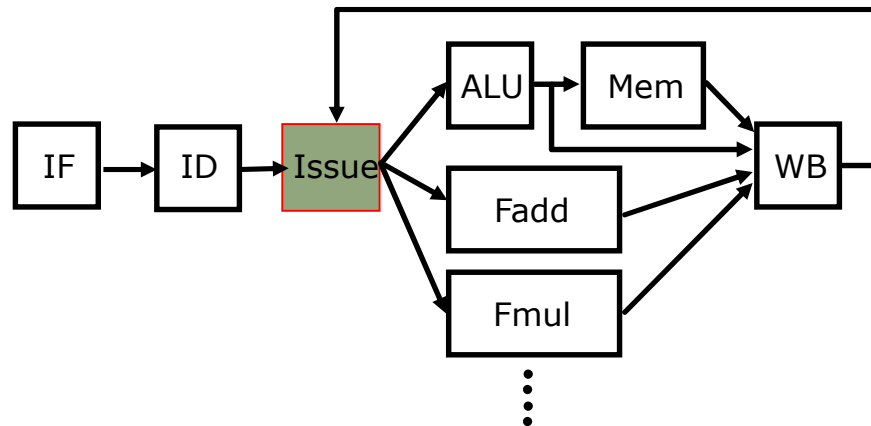 ALU
Mem
IF
ID
Issue
WB
Fadd
Fmul